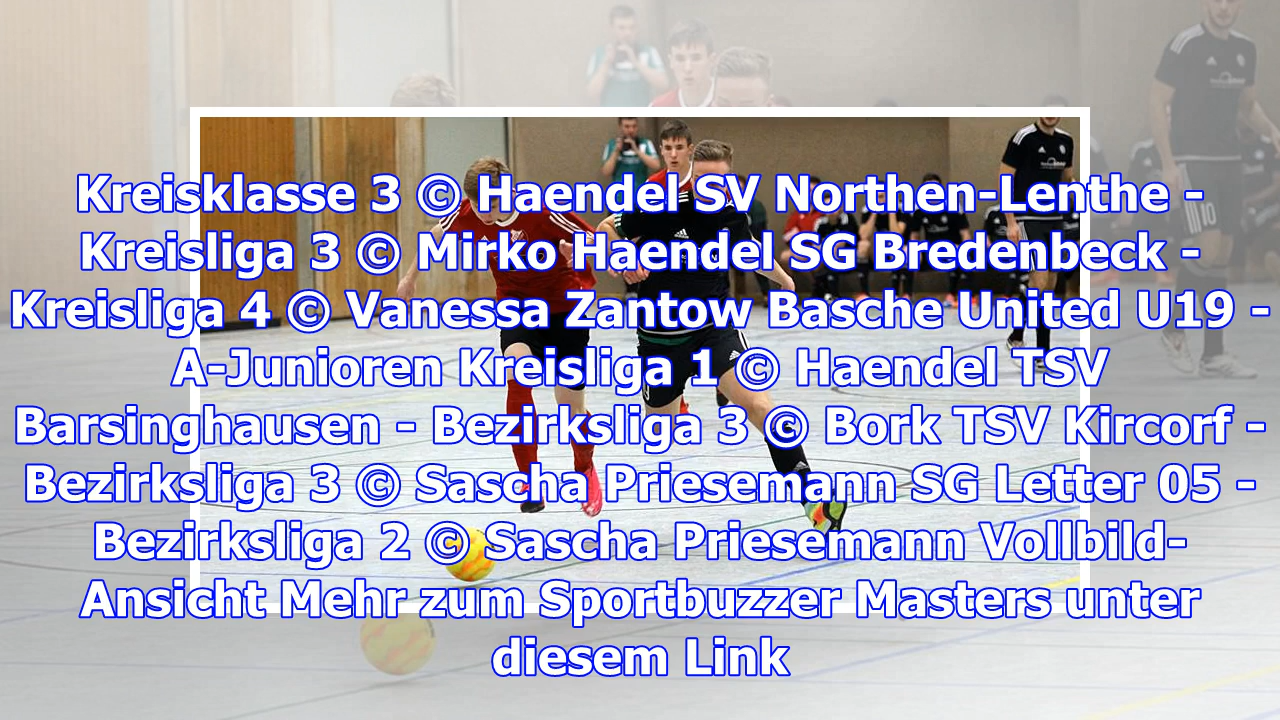 Kreisklasse 3 © Haendel SV Northen-Lenthe -
Kreisliga 3 © Mirko Haendel SG Bredenbeck -
Kreisliga 4 © Vanessa Zantow Basche United U19 -
A-Junioren Kreisliga 1 © Haendel TSV
Barsinghausen - Bezirksliga 3 © Bork TSV Kircorf -
Bezirksliga 3 © Sascha Priesemann SG Letter 05 -
Bezirksliga 2 © Sascha Priesemann Vollbild-
Ansicht Mehr zum Sportbuzzer Masters unter
diesem Link
10